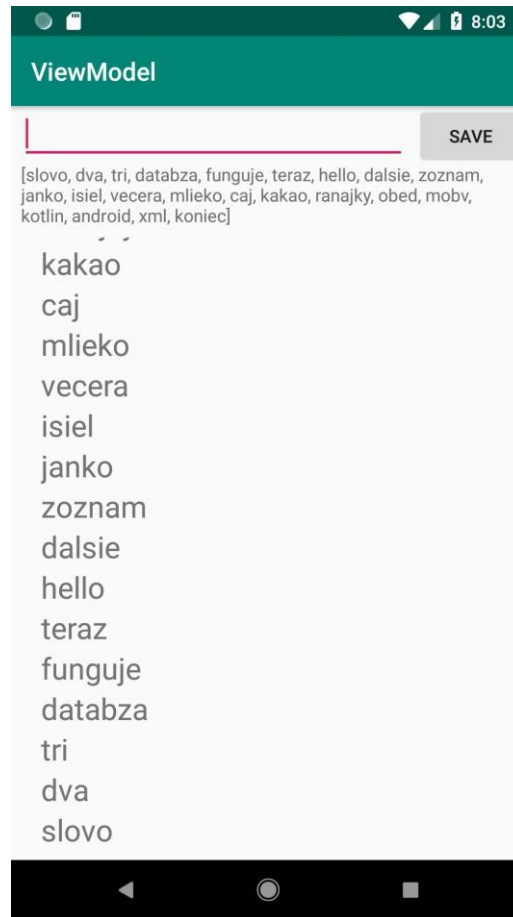 8:03
ViewModel
SAVE
[slovo, dva, tri, databza, funguje, teraz, hello, dalsie, zoznam,
janko, isiel, vecera, mlieko, caj, kakao, ranajky, obed, mobv,
kotlin, android, xml, koniec]
kakao
caj
mlieko
vecera
isiel
janko
zoznam
dalsie
hello
teraz
funguje
databza
tri
dva
slovo